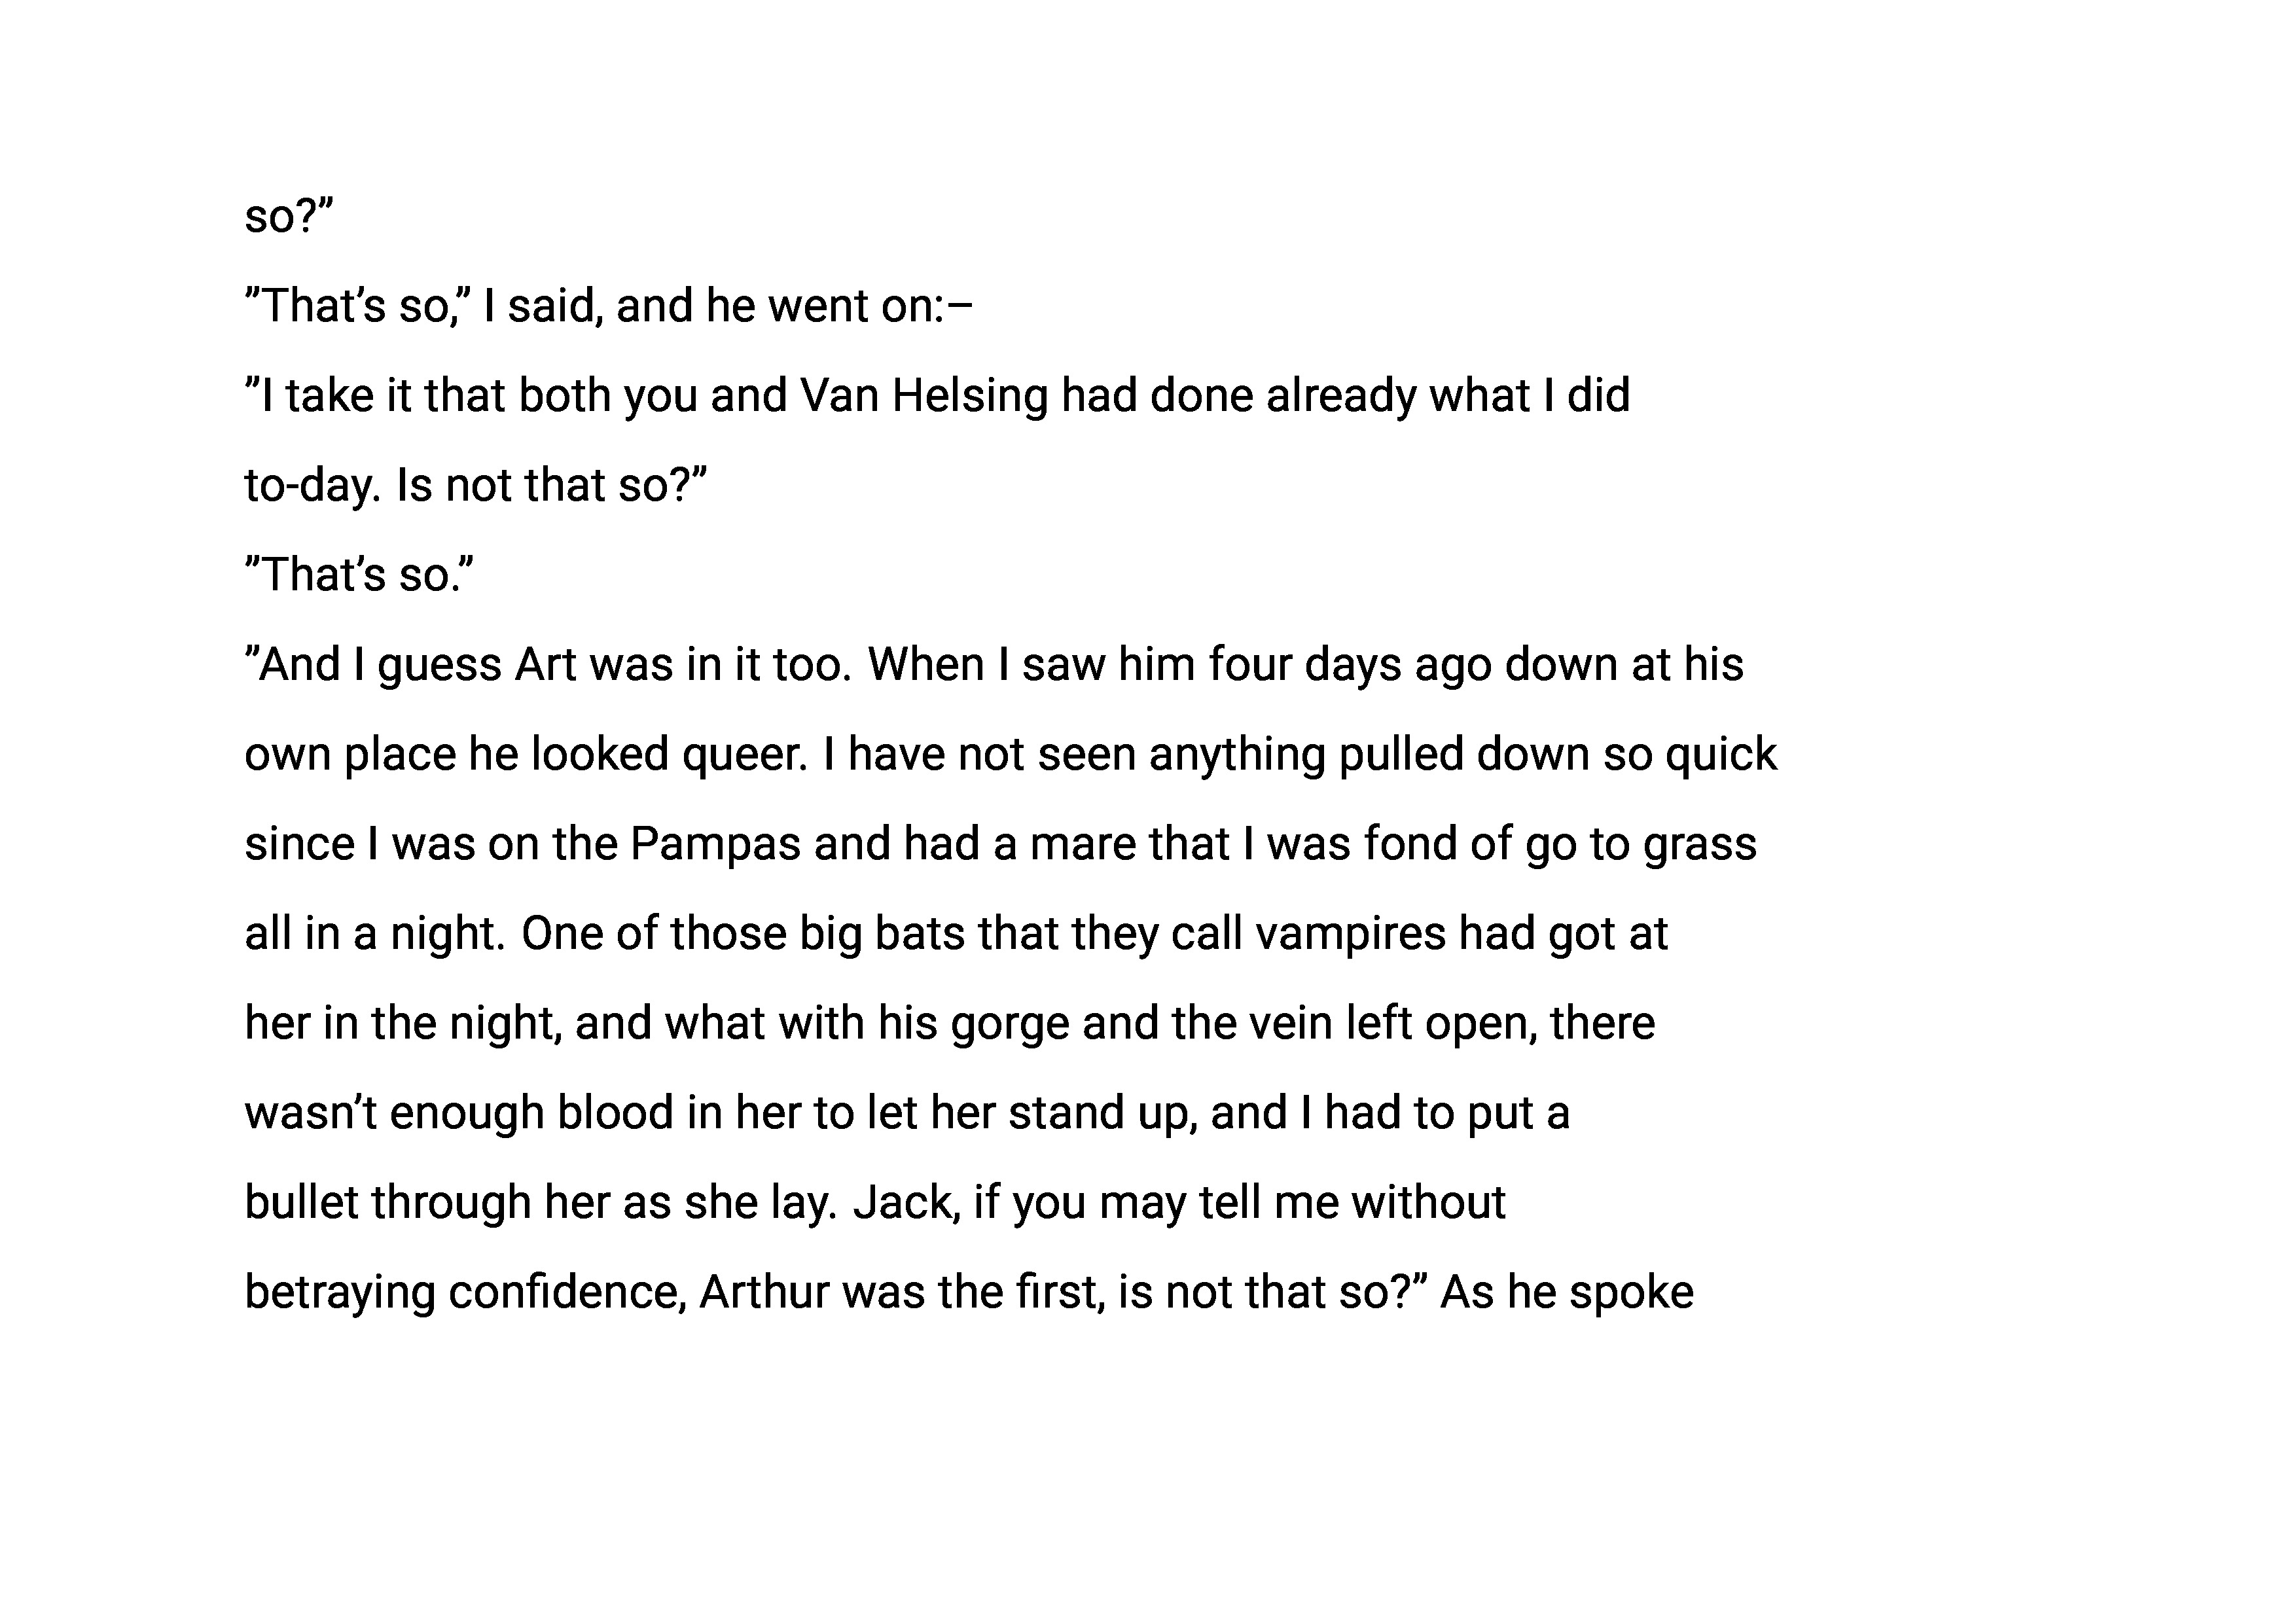 so?”
”That’s so,” I said, and he went on:–
”I take it that both you and Van Helsing had done already what I did
to-day. Is not that so?”
”That’s so.”
”And I guess Art was in it too. When I saw him four days ago down at his
own place he looked queer. I have not seen anything pulled down so quick
since I was on the Pampas and had a mare that I was fond of go to grass
all in a night. One of those big bats that they call vampires had got at
her in the night, and what with his gorge and the vein left open, there
wasn’t enough blood in her to let her stand up, and I had to put a
bullet through her as she lay. Jack, if you may tell me without
betraying confidence, Arthur was the first, is not that so?” As he spoke